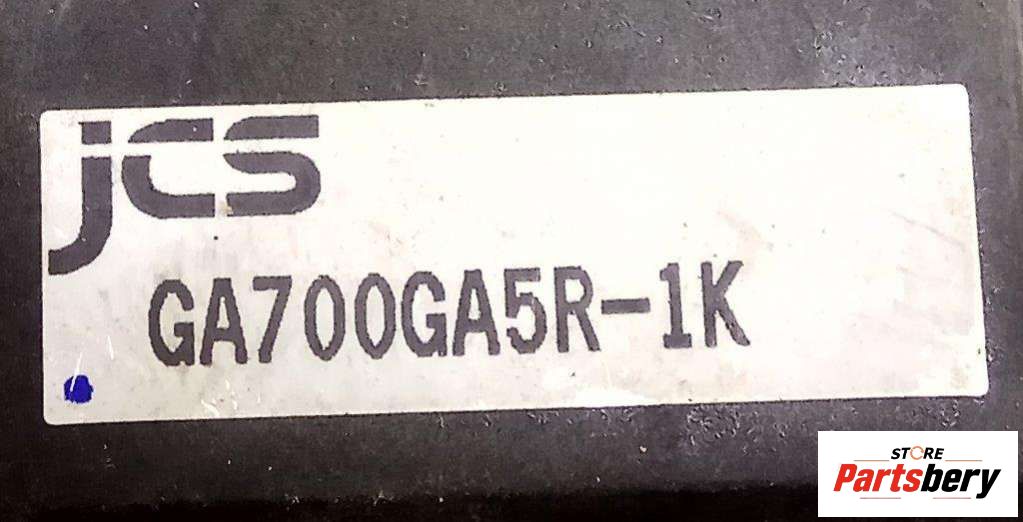 jcs
GA700GA5R-1K
STORE
Partsbery